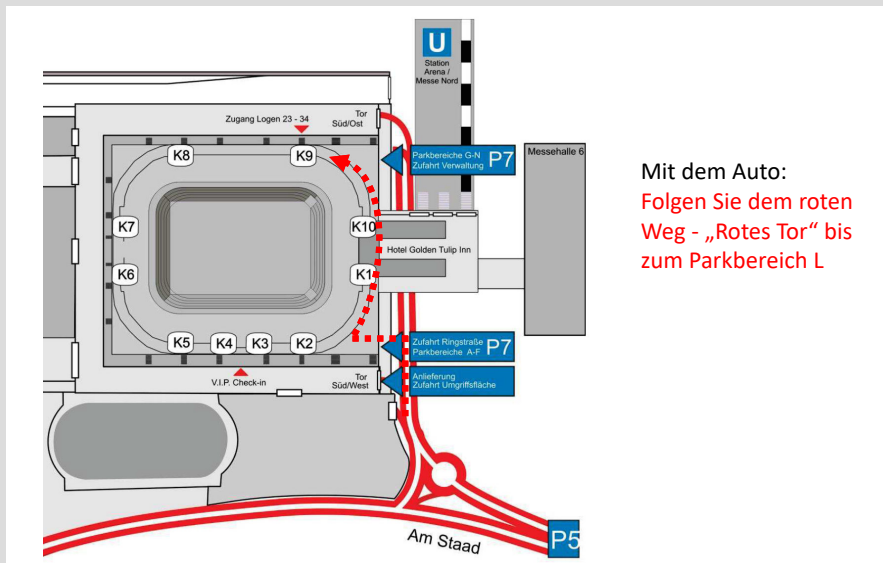 U
Station
Arena /
Messe Nord
Zugang Logen 23 - 34
Tor
Süd/Ost
K8
K9
Parkbereiche G-N
Zufahrt Verwaltung
P7
Messehalle 6
K7
K10
Hotel Golden Tulip Inn
K6
K1
K5
K4
K3
K2
Zufahrt Ringstraße
Parkbereiche A-F
P7
V.I.P. Check-in
Tor
Süd/West
Anlieferung
Zufahrt Umgriffsfläche
Am Staad
P5
Mit dem Auto:
Folgen Sie dem roten
Weg - „Rotes Tor“ bis
zum Parkbereich L